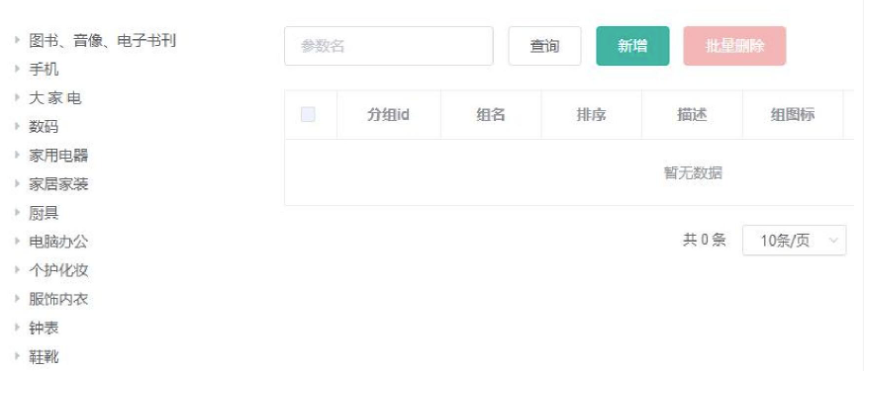 图书、音像、电子书刊
手机
大 家 电
数码
家用电器
家居家装
厨具
电脑办公
个护化妆
服饰内衣
钟表
鞋靴
参数名 查询 新增 批量删除
分组id 组名 排序 描述 组图标
暂无数据
共 0 条 10条/页